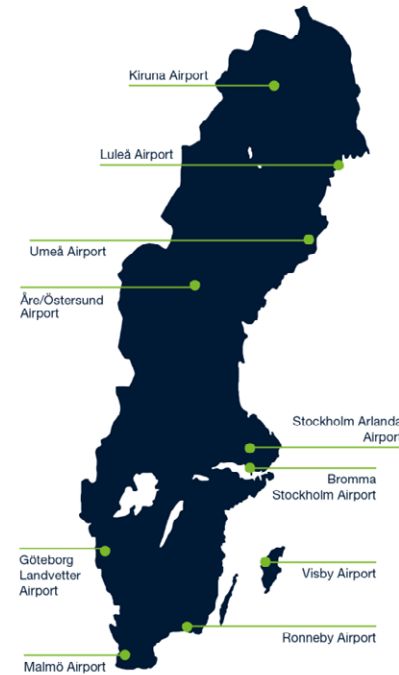 Kiruna Airport
Luleå Airport
Umeå Airport
Åre/Östersund
Airport
Stockholm Arlanda
Airport
Bromma
Stockholm Airport
Göteborg
Landvetter
Airport
Visby Airport
Ronneby Airport
Malmö Airport